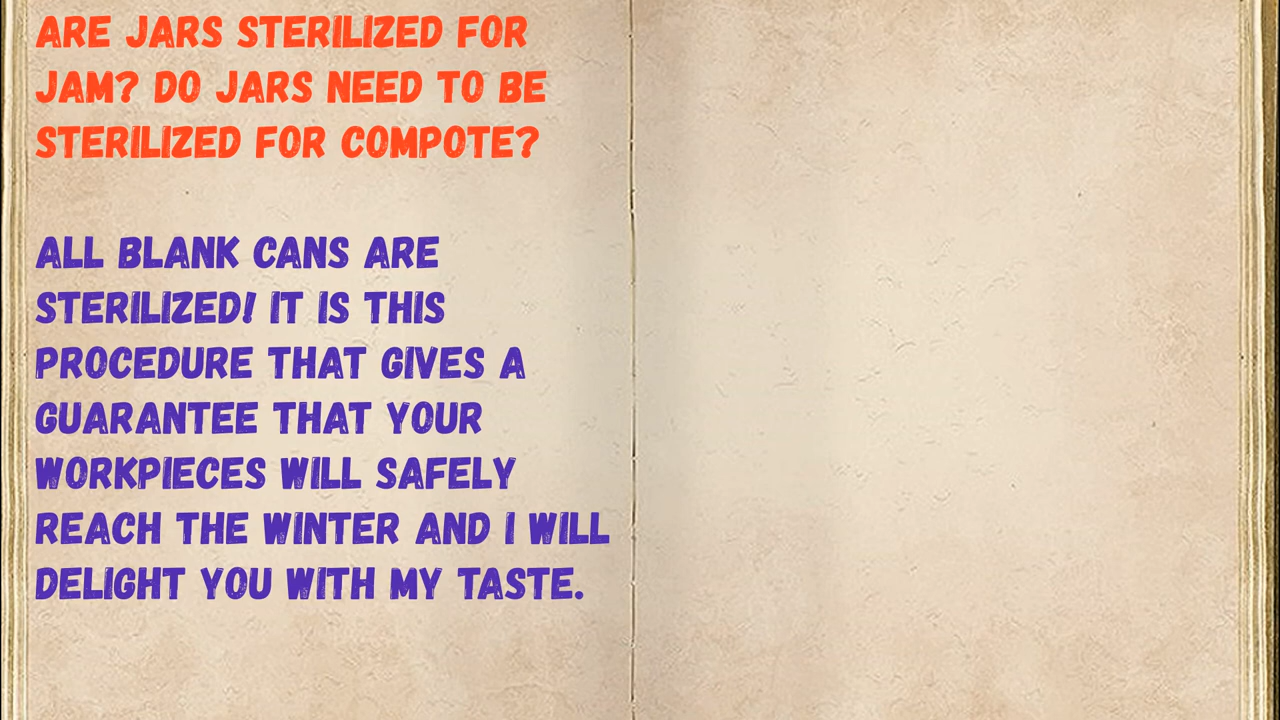 ARE JARS STERILIZED FOR
JAM? DO JARS NEED TO BE
STERILIZED FOR COMPOTE?
ALL BLANK CANS ARE
STERILIZED! IT IS THIS
PROCEDURE THAT GIVES A
GUARANTEE THAT YOUR
WORKPIECES WILL SAFELY
REACH THE WINTER AND I WILL
DELIGHT YOU WITH MY TASTE.